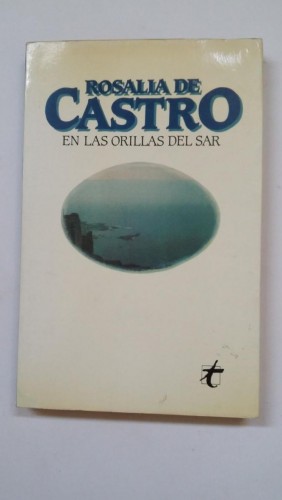 ROSALIA DE
CASTRO
EN LAS ORILLAS DEL SAR
t